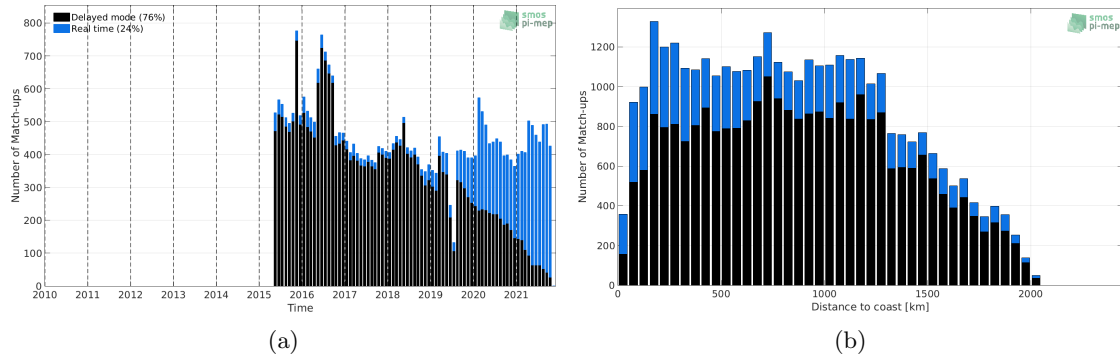 Delayed mode (76%)
Real time (24%)
smos
pi-mep
Number of Match-ups
800
700
600
500
400
300
200
100
0
2010 2011 2012 2013 2014 2015 2016 2017 2018 2019 2020 2021
Time
(a)
smos
pi-mep
Number of Match-ups
1200
1000
800
600
400
200
0
0 500 1000 1500 2000
Distance to coast [km]
(b)